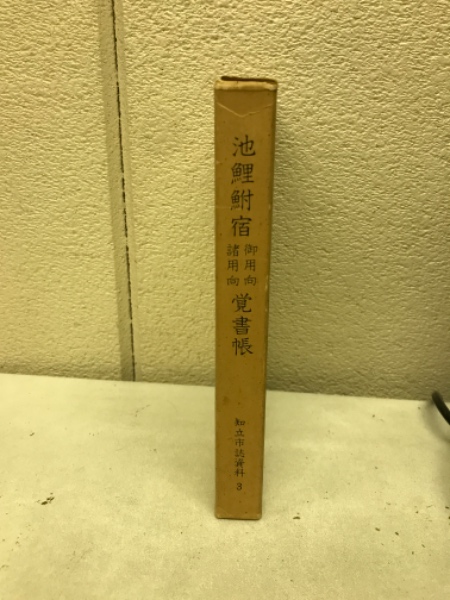 池鯉鮒宿
御用向
諸用向
覚書帳
知立市誌資料 3